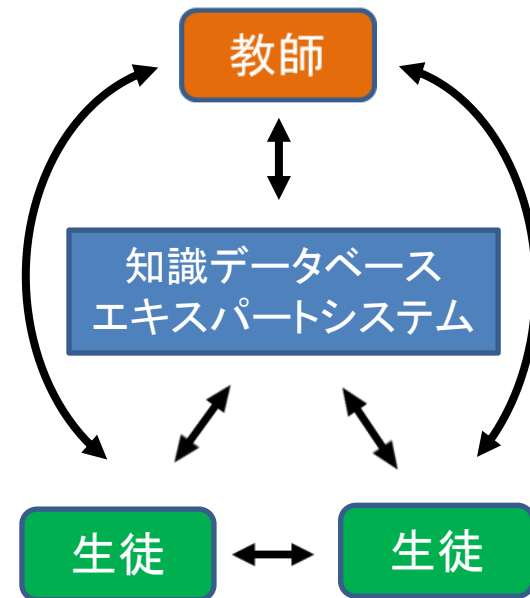 教師
知識データベース
エキスパートシステム
生徒
生徒